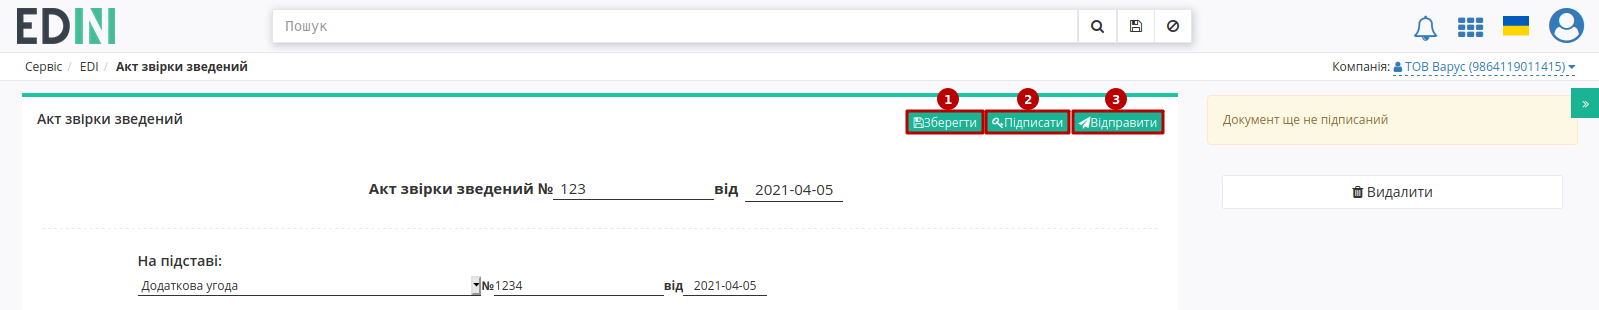 EDIN
Пошук
Сервіс / EDI / Акт звірки зведений
Компанія: ТОВ Варус (9864119011415)
1 2 3
Акт звірки зведений
Зберегти Підписати Відправити
»
Документ ще не підписаний
Акт звірки зведений № 123 від 2021-04-05
Видалити
На підставі:
Додаткова угода № 1234 від 2021-04-05